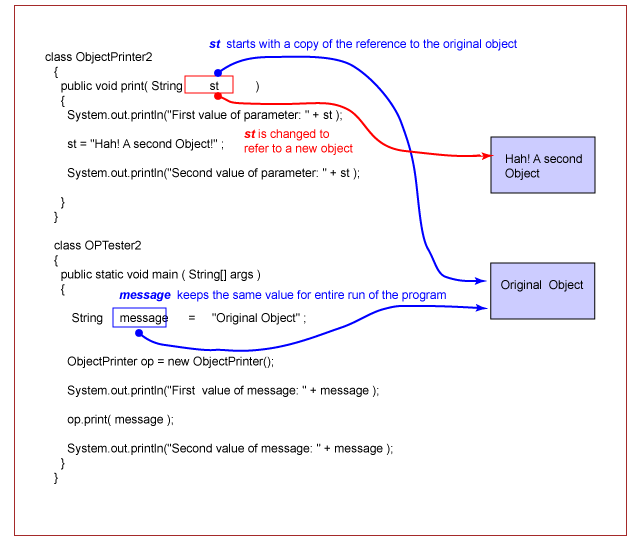 st starts with a copy of the reference to the original object
class ObjectPrinter2
{
public void print( String st )
{
System.out.println("First value of parameter: " + st );
st is changed to
refer to a new object
st = "Hah! A second Object!" ;
System.out.println("Second value of parameter: " + st );
}
}
Hah! A second
Object
class OPTester2
{
public static void main ( String[] args )
{
Original Object
message keeps the same value for entire run of the program
String message = "Original Object" ;
ObjectPrinter op = new ObjectPrinter();
System.out.println("First value of message: " + message );
op.print( message );
System.out.println("Second value of message: " + message );
}
}